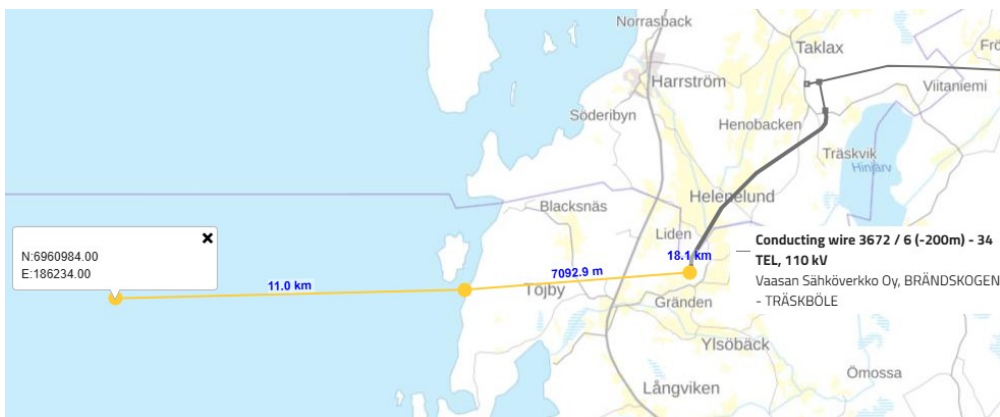 Norrasback
Taklax
Frö
Harrström
Viitaniemi
Söderibyn
Henobacken
Träskvik
Hinjärv
Helenelund
Blacksnäs
N:6960984.00
E:186234.00
Liden
Conducting wire 3672 / 6 (-200m) - 34
TEL, 110 kV
Vaasan Sähköverkko Oy, BRÄNDSKOGEN
- TRÄSKBÖLE
18.1 km
7092.9 m
11.0 km
Töjby
Gränden
Ylsöbäck
Ömossa
Långviken